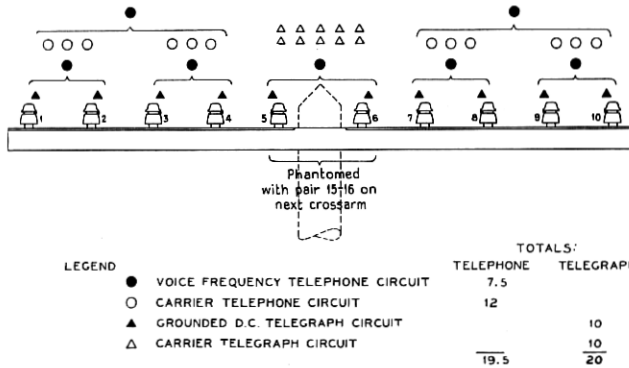 1 2 3 4 5 6 7 8 9 10
Phantomed
with pair 15-16 on
next crossarm
TOTALS:
LEGEND TELEPHONE TELEGRAPH
VOICE FREQUENCY TELEPHONE CIRCUIT 7.5
CARRIER TELEPHONE CIRCUIT 12
GROUNDED D.C. TELEGRAPH CIRCUIT 10
CARRIER TELEGRAPH CIRCUIT 10
19.5 20